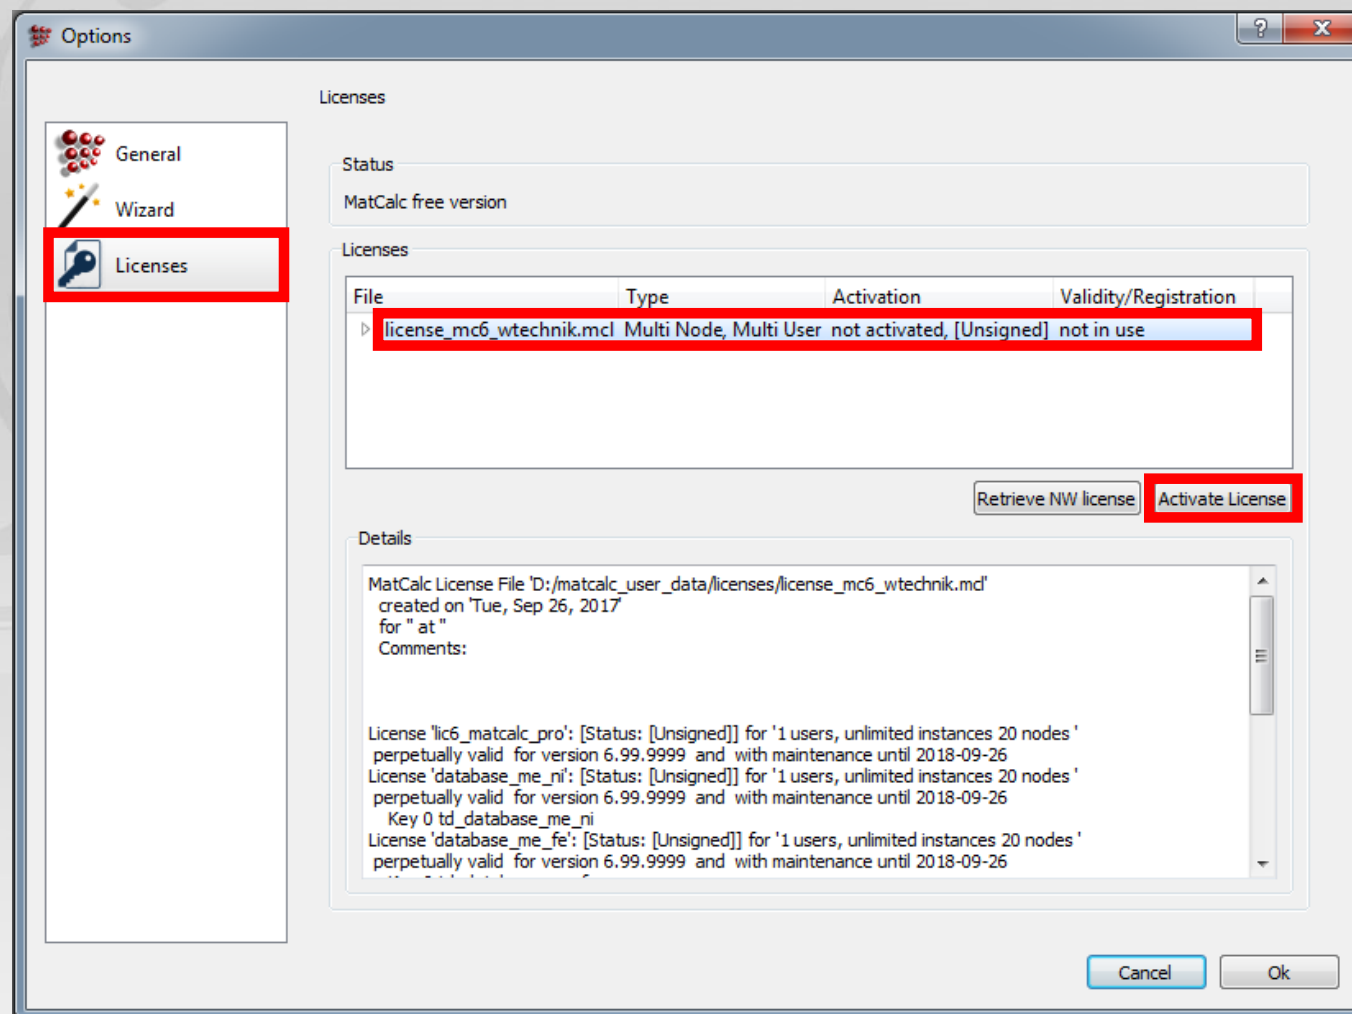 Options
Licenses
General
Wizard
Licenses
Status
MatCalc free version
Licenses
File Type Activation Validity/Registration
license_mc6_wtechnik.mcl Multi Node, Multi User not activated, [Unsigned] not in use
Retrieve NW license Activate License
Details
MatCalc License File 'D:/matcalc_user_data/licenses/license_mc6_wtechnik.mcl'
created on 'Tue, Sep 26, 2017'
for '' at ''
Comments:
License 'lic6_matcalc_pro': [Status: [Unsigned]] for '1 users, unlimited instances 20 nodes '
perpetually valid for version 6.99.9999 and with maintenance until 2018-09-26
License 'database_me_ni': [Status: [Unsigned]] for '1 users, unlimited instances 20 nodes '
perpetually valid for version 6.99.9999 and with maintenance until 2018-09-26
Key 0 td_database_me_ni
License 'database_me_fe': [Status: [Unsigned]] for '1 users, unlimited instances 20 nodes '
perpetually valid for version 6.99.9999 and with maintenance until 2018-09-26
Cancel Ok